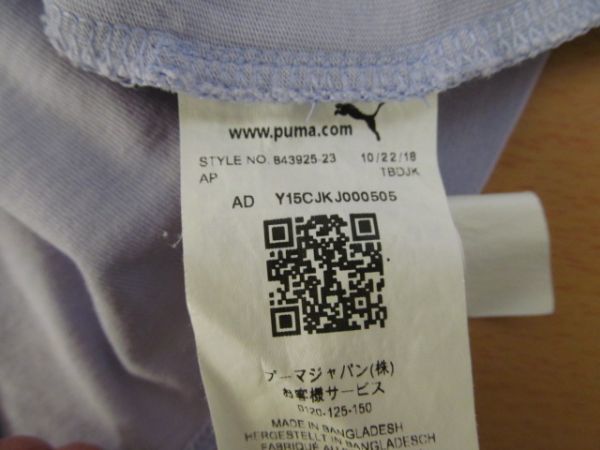 www.puma.com
STYLE NO. 843925-23 10/22/18
AP TBDJK
AD Y15CJKJ000505
プーマジャパン(株)
お客様サービス
0120-125-150
MADE IN BANGLADESH
HERGESTELLT IN BANGLADESCH
FABRIQUÉ AU